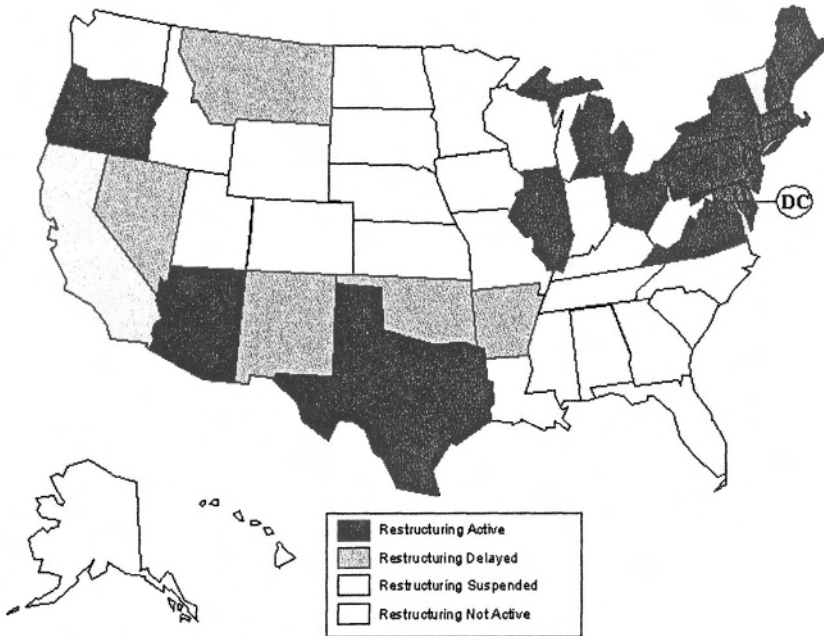 DC
Restructuring Active
Restructuring Delayed
Restructuring Suspended
Restructuring Not Active